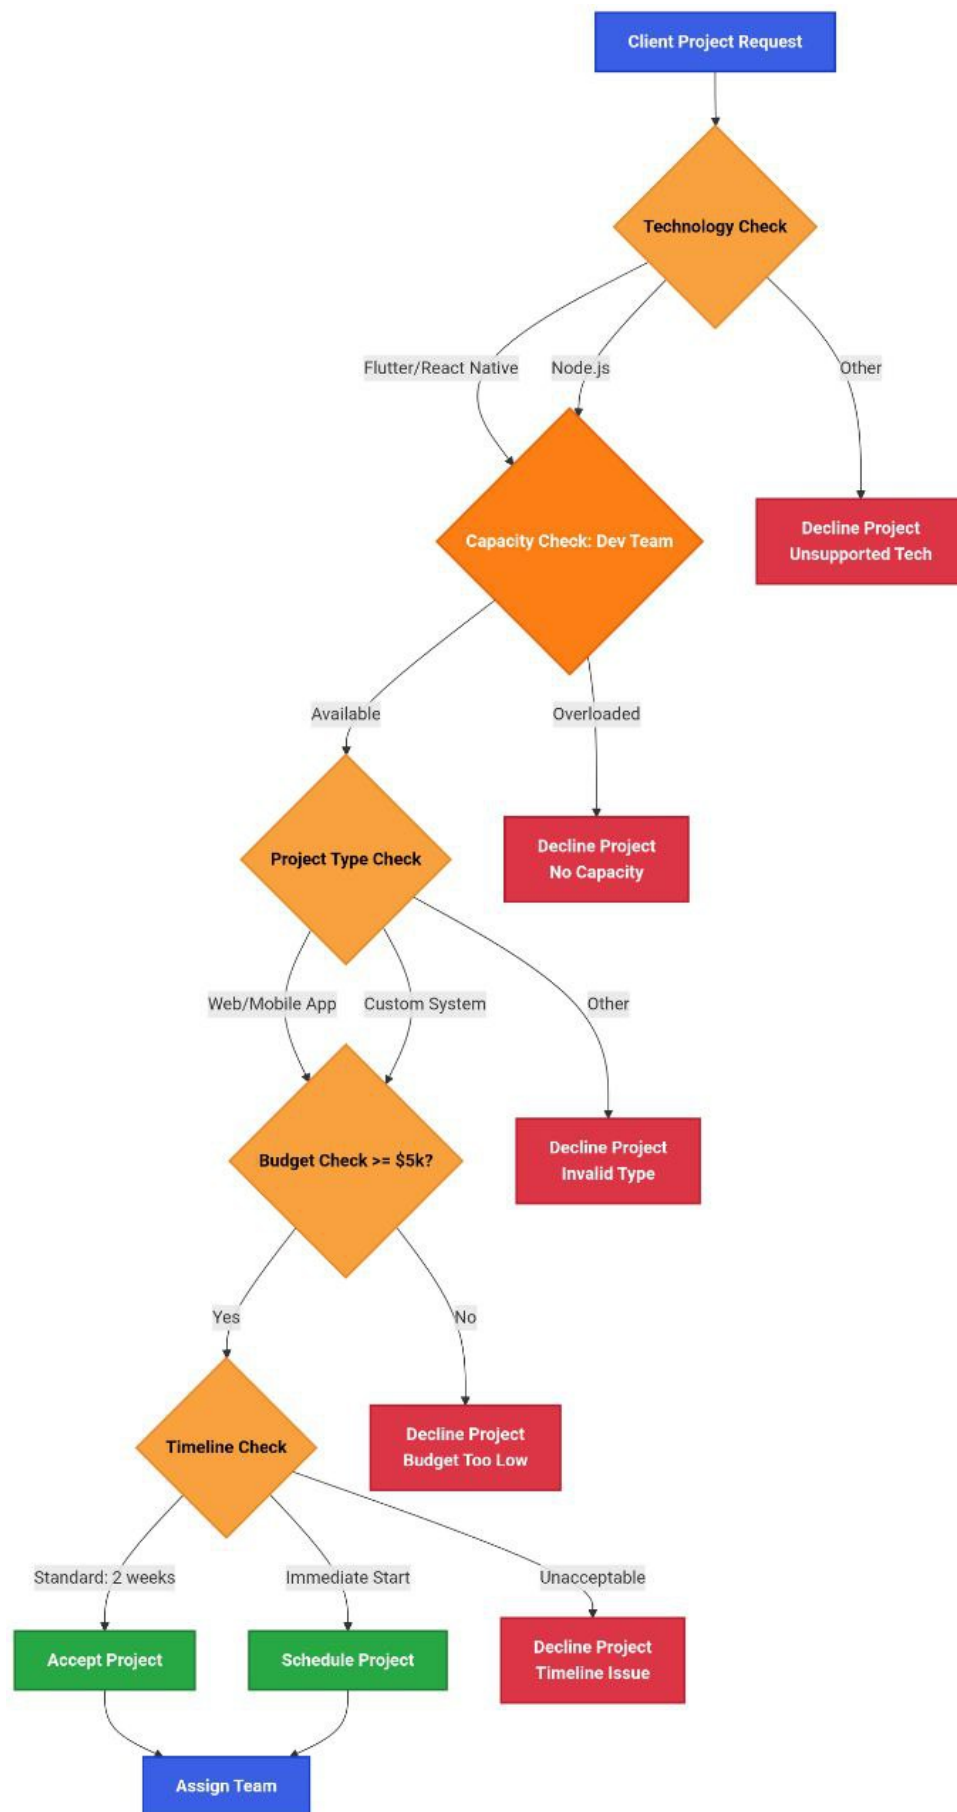 Client Project Request
Technology Check
Flutter/React Native
Node.js
Other
Capacity Check: Dev Team
Decline Project
Unsupported Tech
Available
Overloaded
Project Type Check
Decline Project
No Capacity
Web/Mobile App
Custom System
Other
Budget Check >= $5k?
Decline Project
Invalid Type
Yes
No
Timeline Check
Decline Project
Budget Too Low
Standard: 2 weeks
Immediate Start
Unacceptable
Accept Project
Schedule Project
Decline Project
Timeline Issue
Assign Team